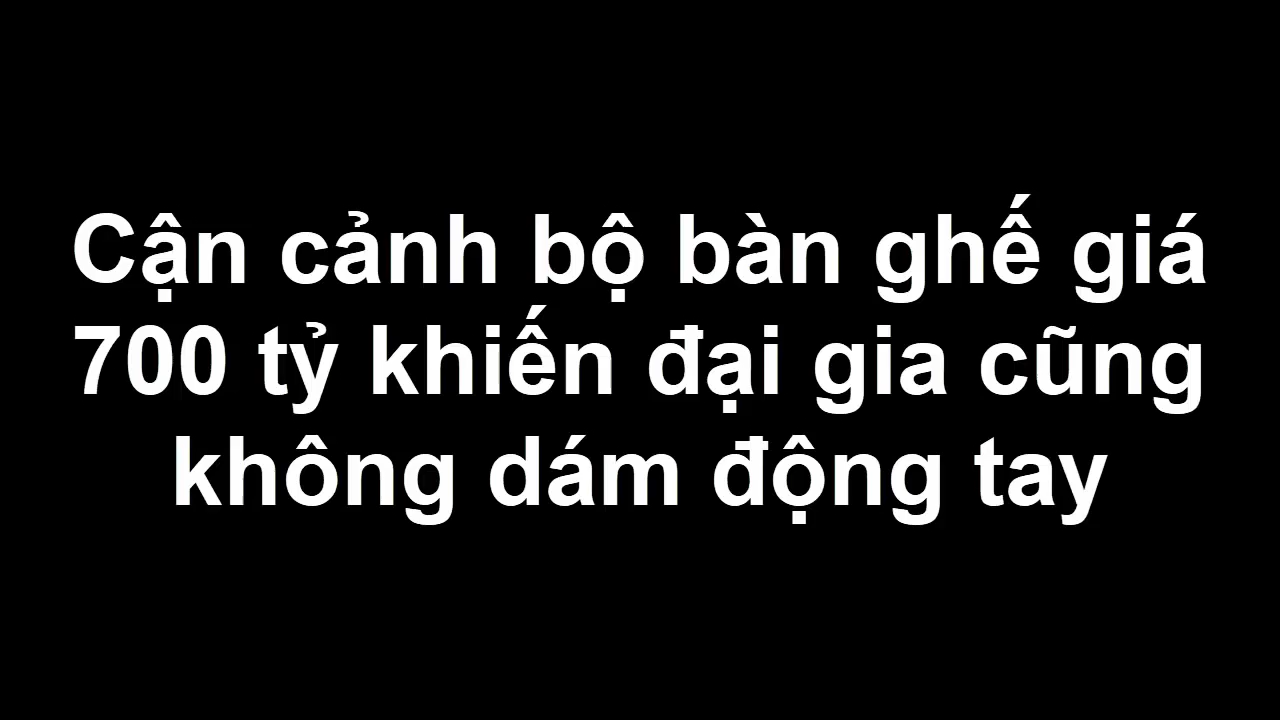 Cận cảnh bộ bàn ghế giá
700 tỷ khiến đại gia cũng
không dám động tay